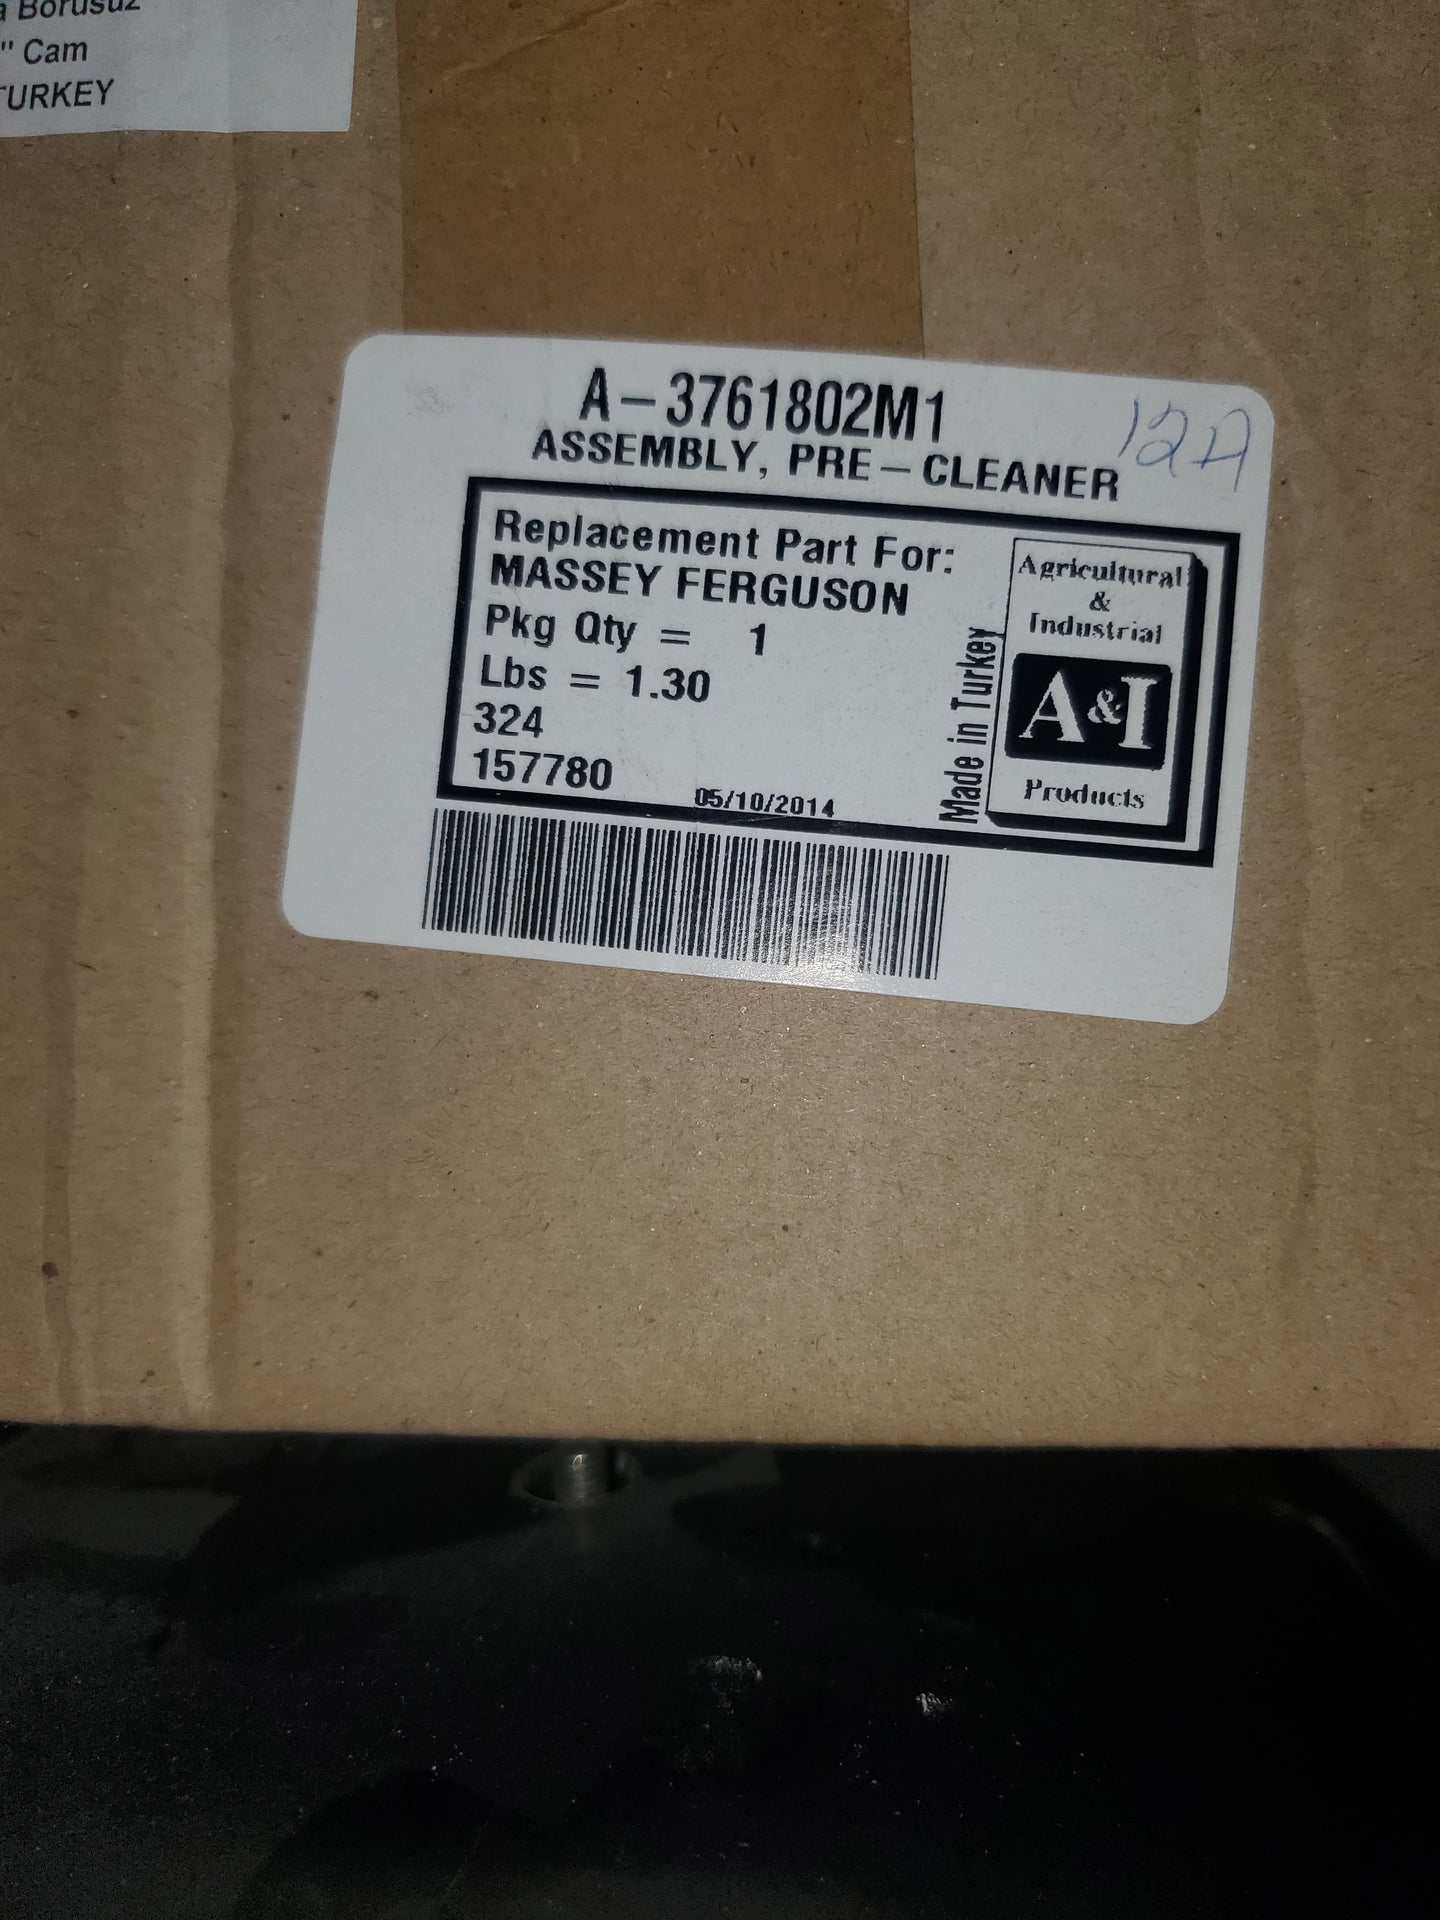 Borusuz
" Cam
TURKEY
A-3761802M1
ASSEMBLY, PRE-CLEANER
12A
Replacement Part For:
MASSEY FERGUSON
Pkg Qty = 1
Lbs = 1.30
324
157780
05/10/2014
Made in Turkey
Agricultural
&
Industrial
A&I
Products